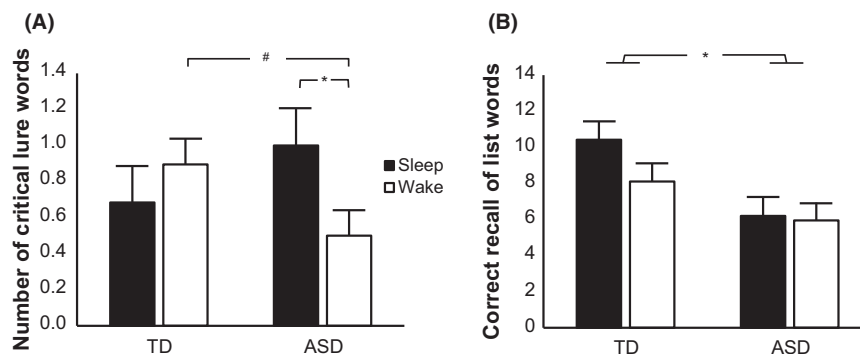 (A)
Number of critical lure words
1.4
1.2
1.0
0.8
0.6
0.4
0.2
0.0
#
*
TD
ASD
Sleep
Wake
(B)
Correct recall of list words
14
12
10
8
6
4
2
0
*
TD
ASD